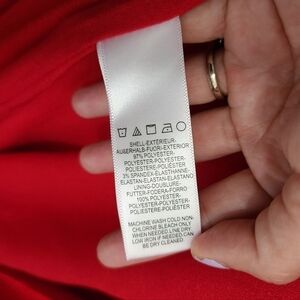 SHELL-EXTÉRIEUR-
AUßERHALB-FUORI-EXTERIOR
97% POLYESTER-
POLYESTER-POLYESTER-
POLIESTERE-POLIÉSTER
3% SPANDEX-ELASTHANNE-
ELASTAN-ELASTAN-ELASTANO
LINING-DOUBLURE-
FUTTER-FODERA-FORRO
100% POLYESTER-
POLYESTER-POLYESTER-
POLIESTERE-POLIÉSTER
MACHINE WASH COLD NON-
CHLORINE BLEACH ONLY
WHEN NEEDED LINE DRY
LOW IRON IF NEEDED.CAN
BE DRY CLEANED